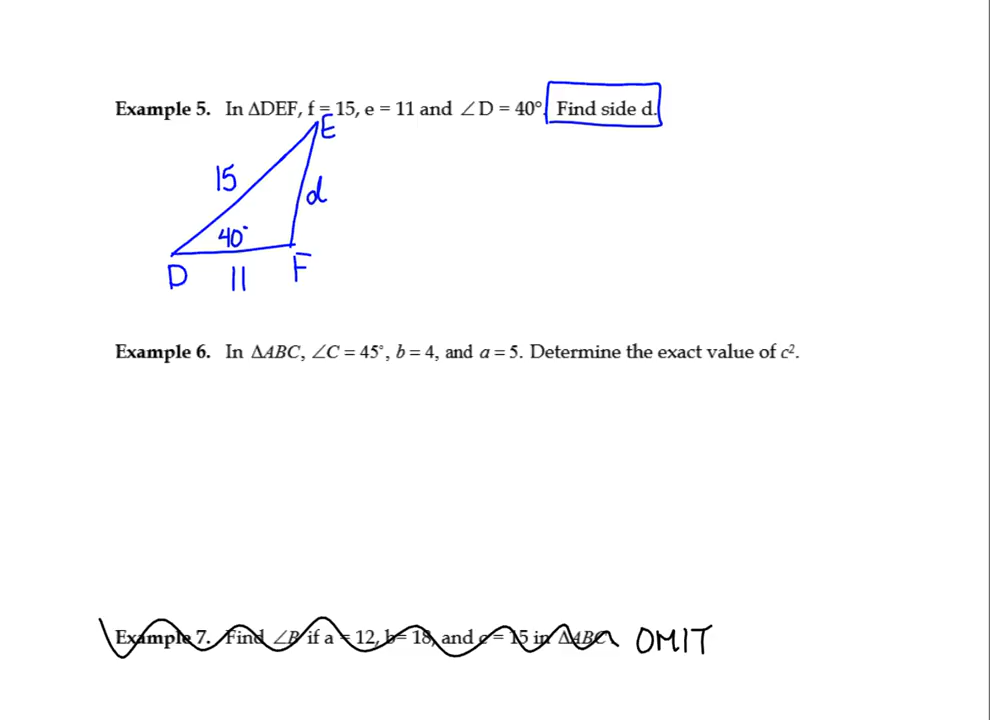 Example 5. In ΔDEF, f = 15, e = 11 and ∠D = 40°. Find side d.
E
15
d
40°
D
11
F
Example 6. In ΔABC, ∠C = 45°, b = 4, and a = 5. Determine the exact value of c².
Example 7. Find ∠B if a = 12, b = 18, and c = 15 in ΔABC OMIT